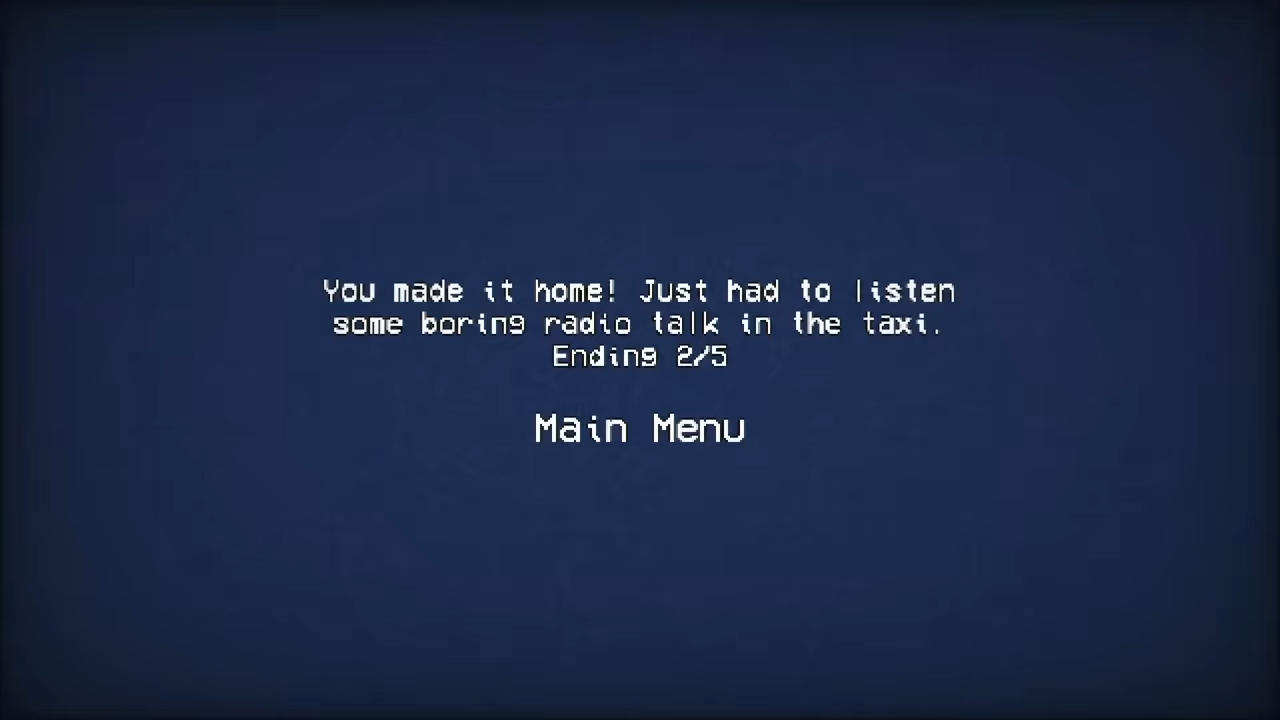 You made it home! Just had to listen
some boring radio talk in the taxi.
Ending 2/5
Main Menu